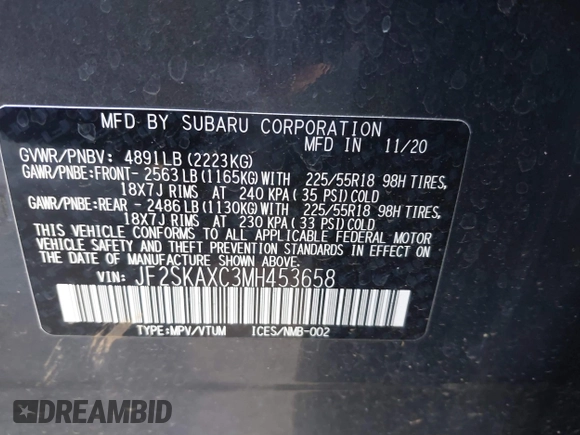 MFD BY SUBARU CORPORATION
MFD IN 11/20
GVWR/PNBV: 4891LB (2223KG)
GAWR/PNBE:FRONT- 2563LB (1165KG)WITH 225/55R18 98H TIRES,
18X7J RIMS AT 240 KPA( 35 PSI)COLD
GAWR/PNBE:REAR - 2486LB (1130KG)WITH 225/55R18 98H TIRES,
18X7J RIMS AT 230 KPA( 33 PSI)COLD
THIS VEHICLE CONFORMS TO ALL APPLICABLE FEDERAL MOTOR
VEHICLE SAFETY AND THEFT PREVENTION STANDARDS IN EFFECT ON
THE DATE OF MANUFACTURE SHOWN ABOVE.
VIN: JF2SKAXC3MH453658
TYPE:MPV/VTUM ICES/NMB-002
DREAMBID